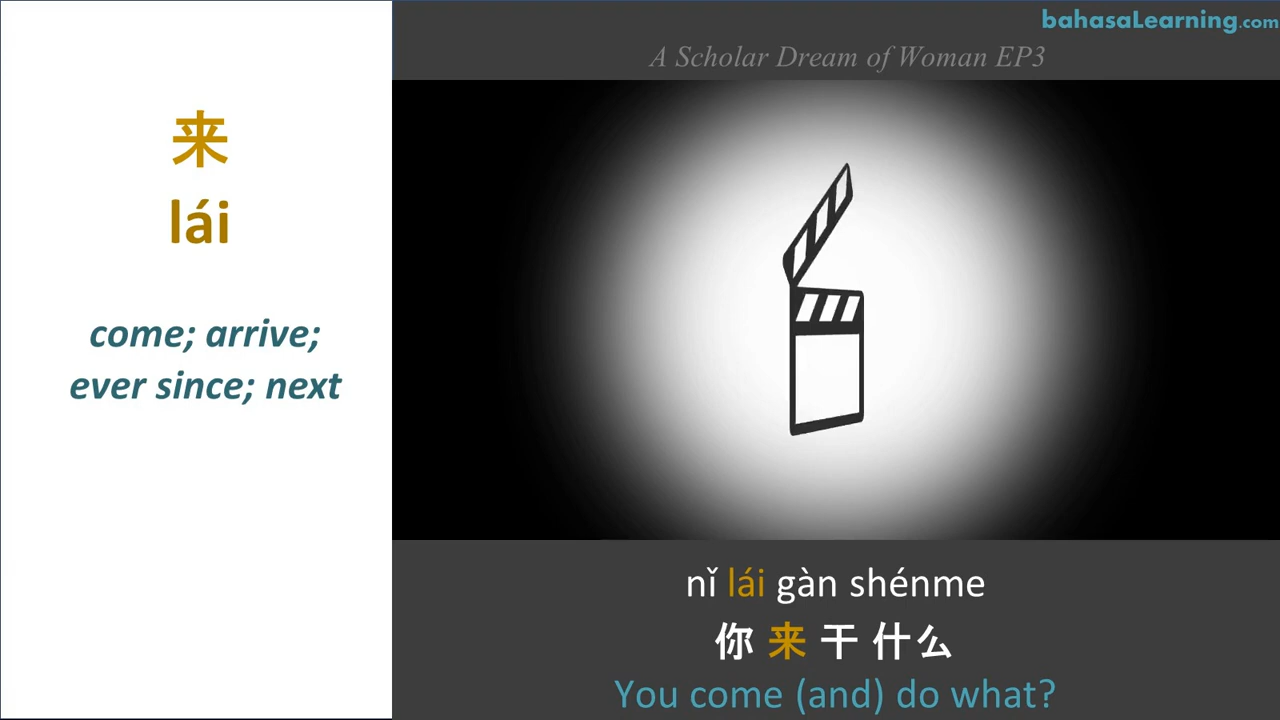 来
lái
come; arrive;
ever since; next
bahasaLearning.com
A Scholar Dream of Woman EP3
nǐ lái gàn shénme
你 来 干 什么
You come (and) do what?